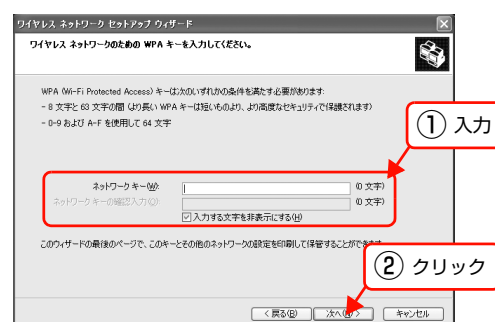 ワイヤレス ネットワーク セットアップ ウィザード
ワイヤレス ネットワークのための WPA キーを入力してください。
WPA (Wi-Fi Protected Access) キーは次のいずれかの条件を満たす必要があります:
- 8 文字と 63 文字の間 (より長い WPA キーは短いものより、より高度なセキュリティで保護されます)
- 0-9 および A-F を使用して 64 文字
① 入力
ネットワーク キー(W): (0 文字)
ネットワーク キーの確認入力(O): (0 文字)
入力する文字を非表示にする(H)
このウィザードの最後のページで、このキーとその他のネットワークの設定を印刷して保管することができます。
② クリック
< 戻る(B) 次へ(N) > キャンセル